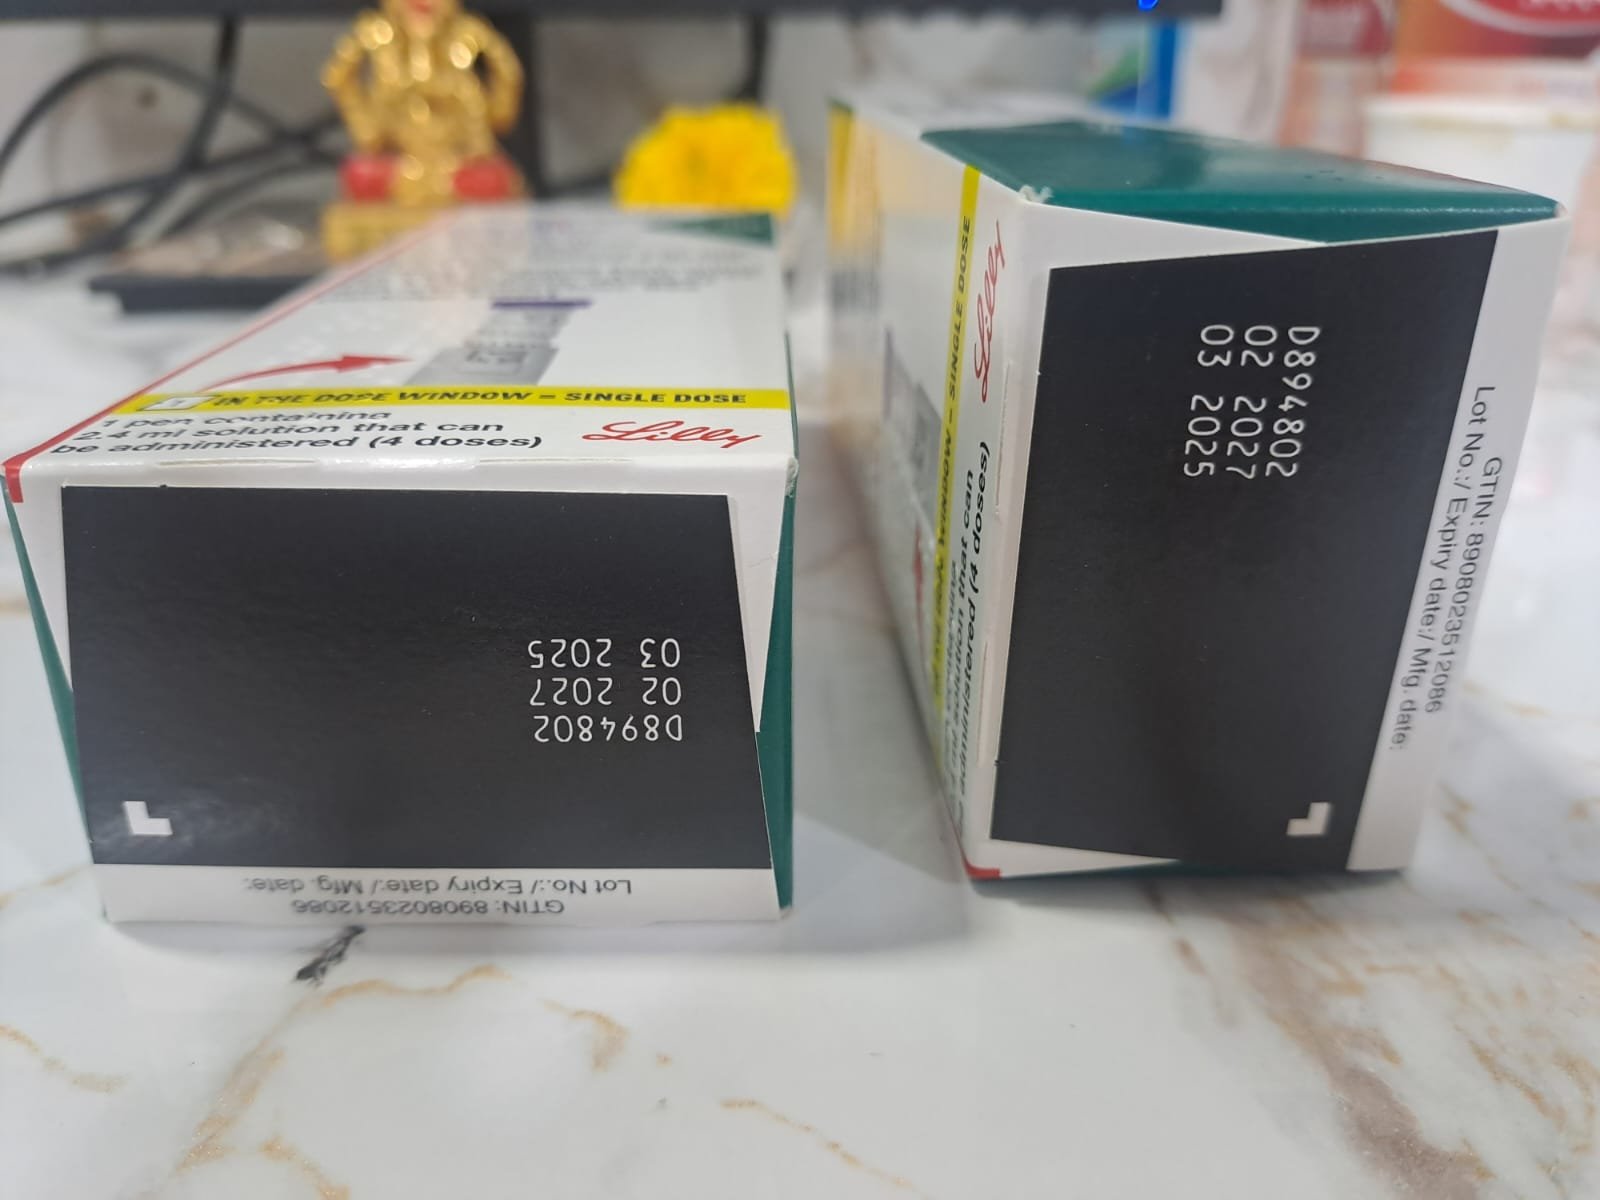 IN THE DOSE WINDOW = SINGLE DOSE
1 pen containing
2.4 ml solution that can
be administered (4 doses)
Lilly
D894802
02 2027
03 2025
GTIN: 8908023512086
Lot No.:/ Expiry date:/ Mfg. date:
WINDOW = SINGLE DOSE
Lilly
solution that can
administered (4 doses)
D894802
02 2027
03 2025
GTIN: 8908023512086
Lot No.:/ Expiry date:/ Mfg. date: